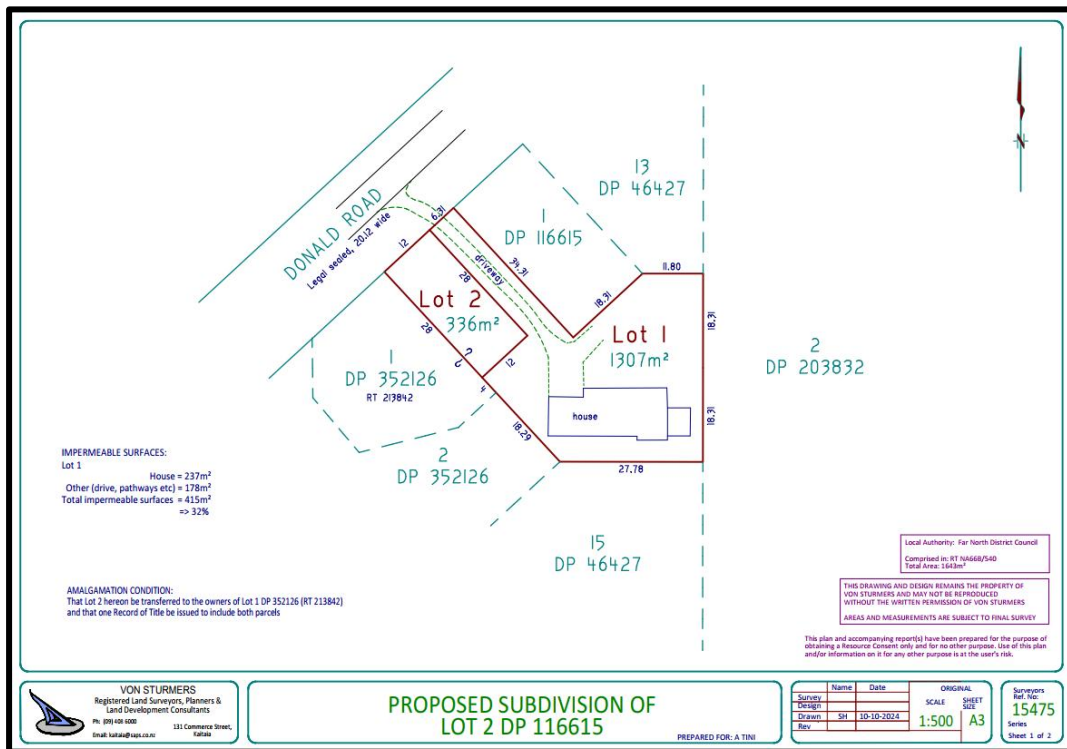 13
DP 46427
1
DP 116615
DONALD ROAD
Legal sealed, 20.12 wide
6.31
12
driveway
34.31
28
11.80
18.31
Lot 2
336m²
28
12
Lot 1
1307m²
18.31
2
DP 203832
1
DP 352126
RT 213842
4
house
18.31
18.29
27.78
2
DP 352126
15
DP 46427
N
IMPERMEABLE SURFACES:
Lot 1
House = 237m²
Other (drive, pathways etc) = 178m²
Total impermeable surfaces = 415m²
=> 32%
AMALGAMATION CONDITION:
That Lot 2 hereon be transferred to the owners of Lot 1 DP 352126 (RT 213842)
and that one Record of Title be issued to include both parcels
Local Authority: Far North District Council
Comprised in: RT NA66B/540
Total Area: 1643m²
THIS DRAWING AND DESIGN REMAINS THE PROPERTY OF
VON STURMERS AND MAY NOT BE REPRODUCED
WITHOUT THE WRITTEN PERMISSION OF VON STURMERS
AREAS AND MEASUREMENTS ARE SUBJECT TO FINAL SURVEY
This plan and accompanying report(s) have been prepared for the purpose of
obtaining a Resource Consent only and for no other purpose. Use of this plan
and/or information on it for any other purpose is at the user's risk.
VON STURMERS
Registered Land Surveyors, Planners &
Land Development Consultants
Ph: (09) 408 6000
Email: kaitaia@saps.co.nz
131 Commerce Street,
Kaitaia
PROPOSED SUBDIVISION OF
LOT 2 DP 116615
PREPARED FOR: A TINI
Name Date
Survey
Design
Drawn SH 10-10-2024
Rev
ORIGINAL
SCALE SHEET SIZE
1:500 A3
Surveyors
Ref. No:
15475
Series
Sheet 1 of 2